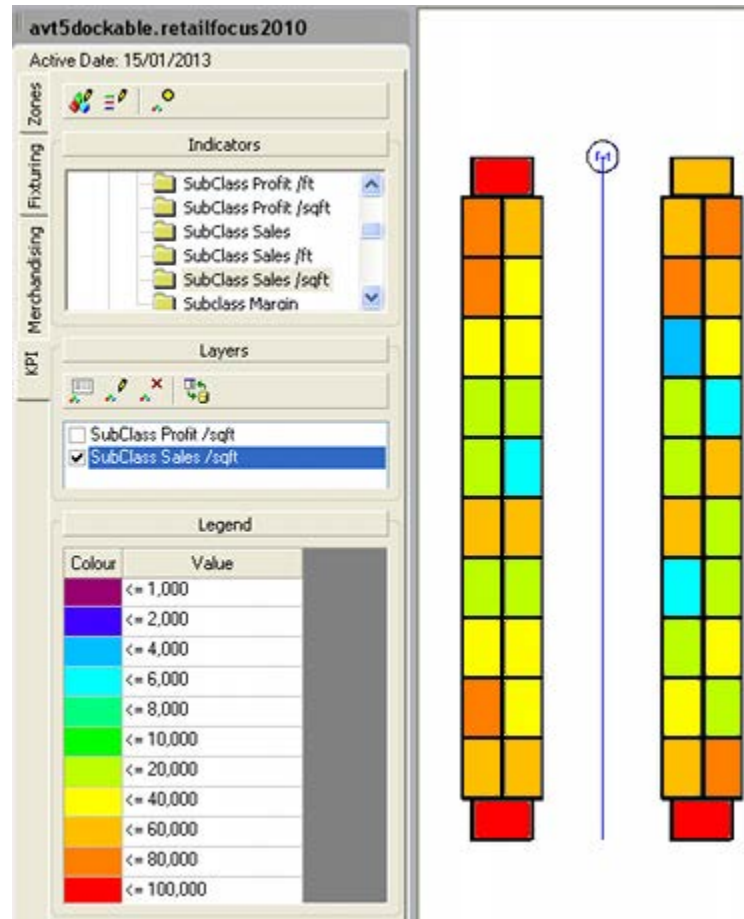 avt5dockable.retailfocus2010
Active Date: 15/01/2013
Zones
Fixturing
Merchandising
KPI
Indicators
SubClass Profit /ft
SubClass Profit /sqft
SubClass Sales
SubClass Sales /ft
SubClass Sales /sqft
Subclass Margin
Layers
SubClass Profit /sqft
SubClass Sales /sqft
Legend
Colour Value
<= 1,000
<= 2,000
<= 4,000
<= 6,000
<= 8,000
<= 10,000
<= 20,000
<= 40,000
<= 60,000
<= 80,000
<= 100,000